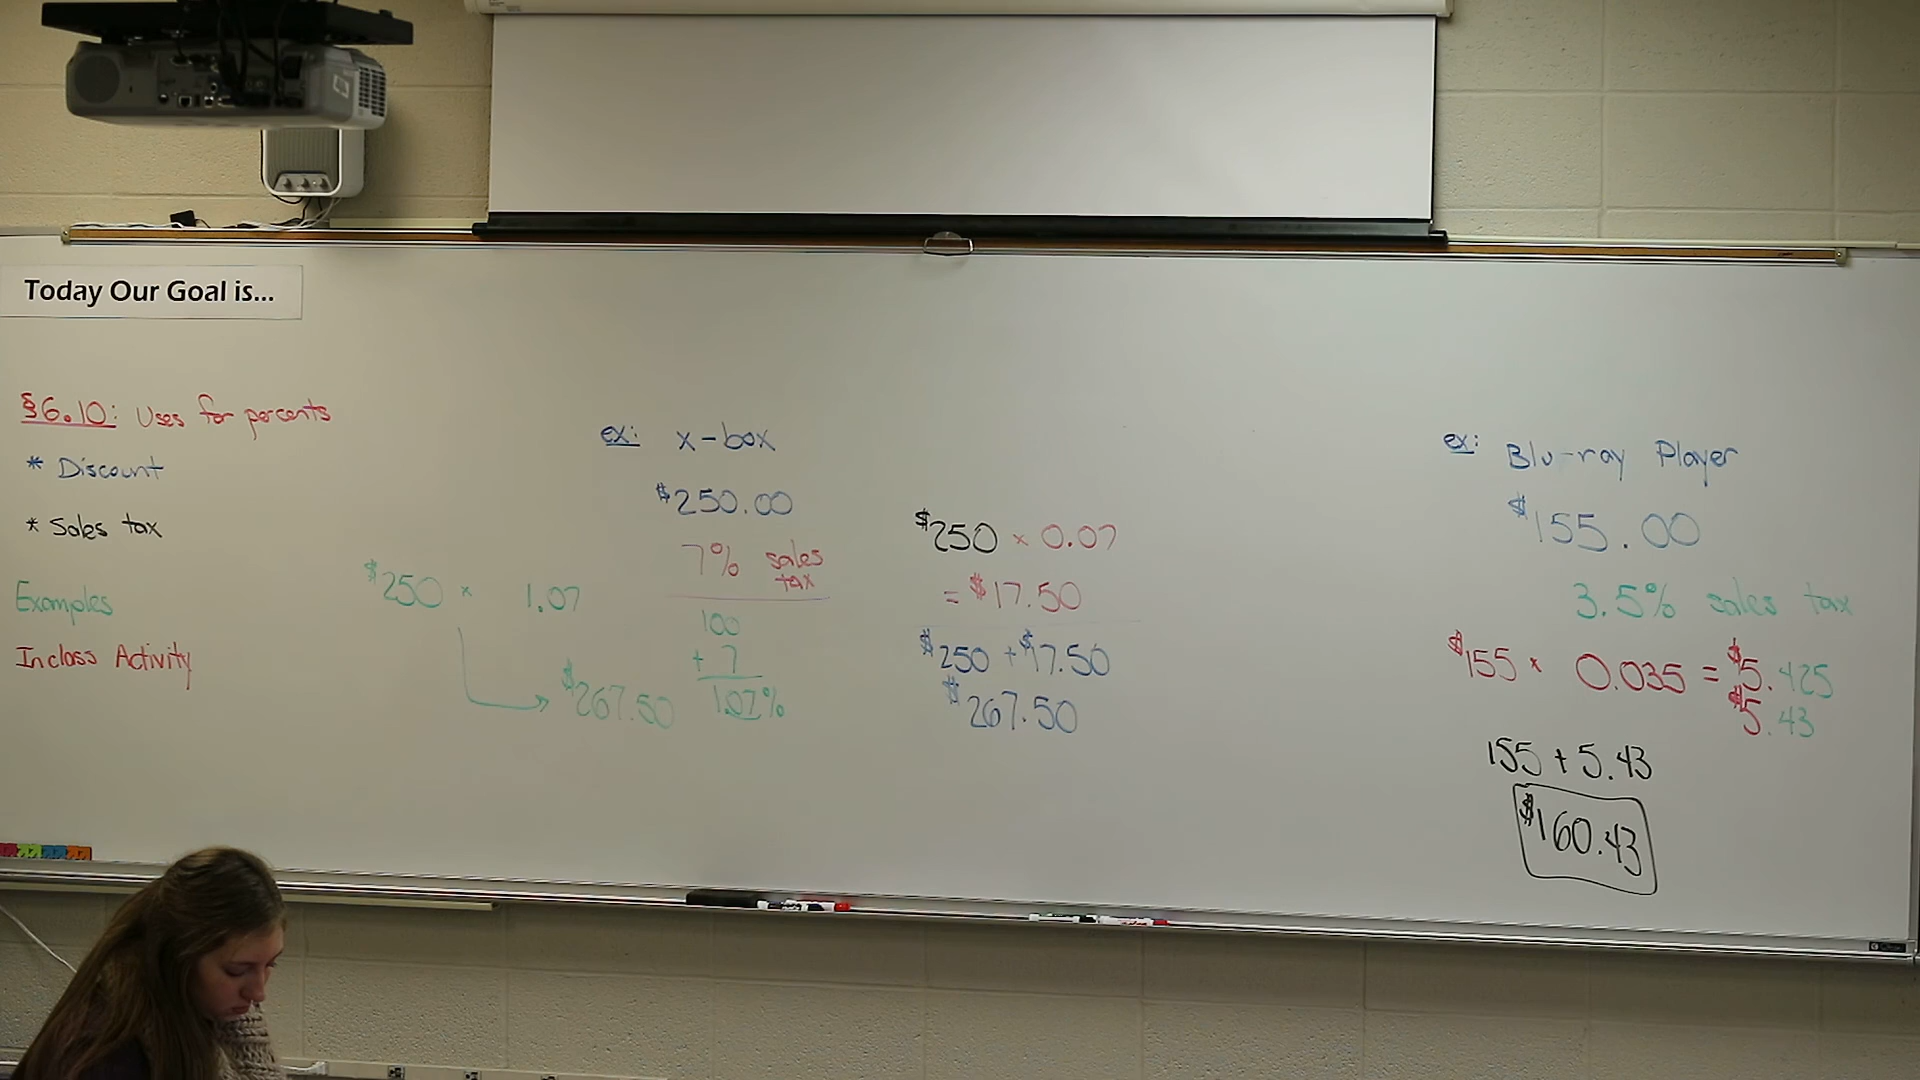 Today Our Goal is...
§6.10: Uses for percents
* Discount
* Sales tax
Examples
Inclass Activity
$250 × 1.07
$267.50
ex: x-box
$250.00
7% sales tax
100
+ 7
1.07%
$250 × 0.07
= $17.50
$250 + $17.50
$267.50
ex: Blu-ray Player
$155.00
3.5% sales tax
$155 × 0.035 = $5.425
$5.43
155 + 5.43
$160.43